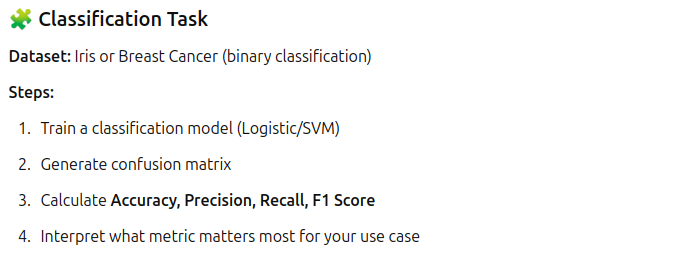 🧩 Classification Task
Dataset: Iris or Breast Cancer (binary classification)
Steps:
1. Train a classification model (Logistic/SVM)
2. Generate confusion matrix
3. Calculate Accuracy, Precision, Recall, F1 Score
4. Interpret what metric matters most for your use case